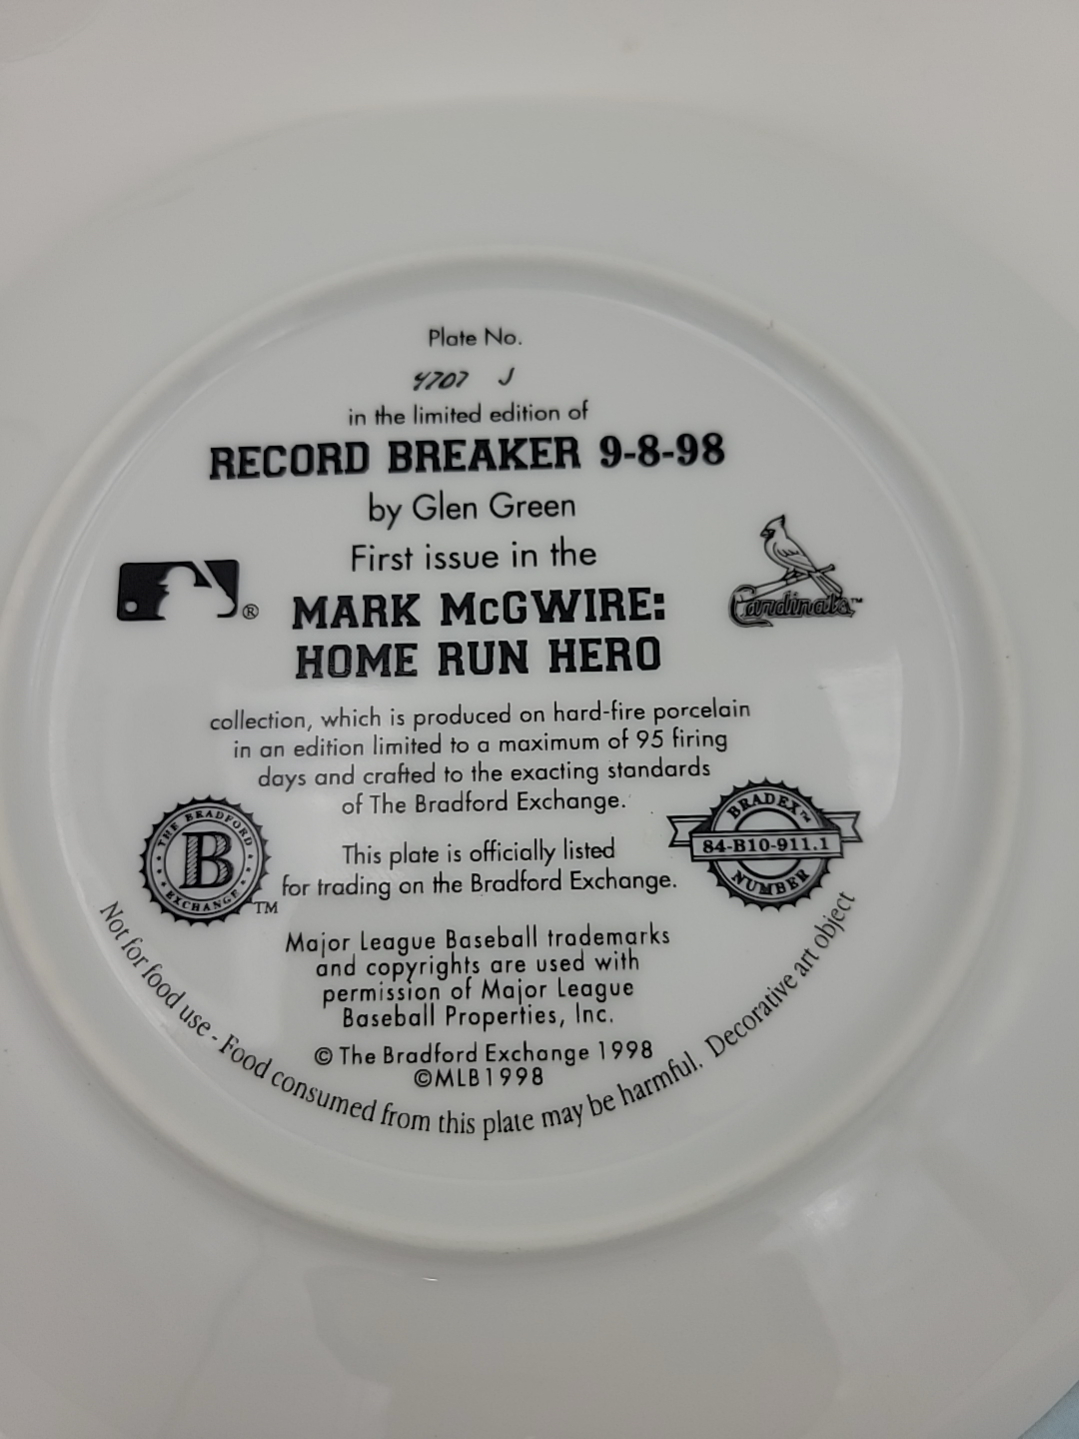 Plate No.
4707 J
in the limited edition of
RECORD BREAKER 9-8-98
by Glen Green
First issue in the
MARK McGWIRE:
HOME RUN HERO
®
Cardinals™
collection, which is produced on hard-fire porcelain
in an edition limited to a maximum of 95 firing
days and crafted to the exacting standards
of The Bradford Exchange.
THE BRADFORD
B
EXCHANGE
TM
BRADEX™
84-B10-911.1
NUMBER
This plate is officially listed
for trading on the Bradford Exchange.
Major League Baseball trademarks
and copyrights are used with
permission of Major League
Baseball Properties, Inc.
© The Bradford Exchange 1998
©MLB1998
Not for food use - Food consumed from this plate may be harmful. Decorative art object